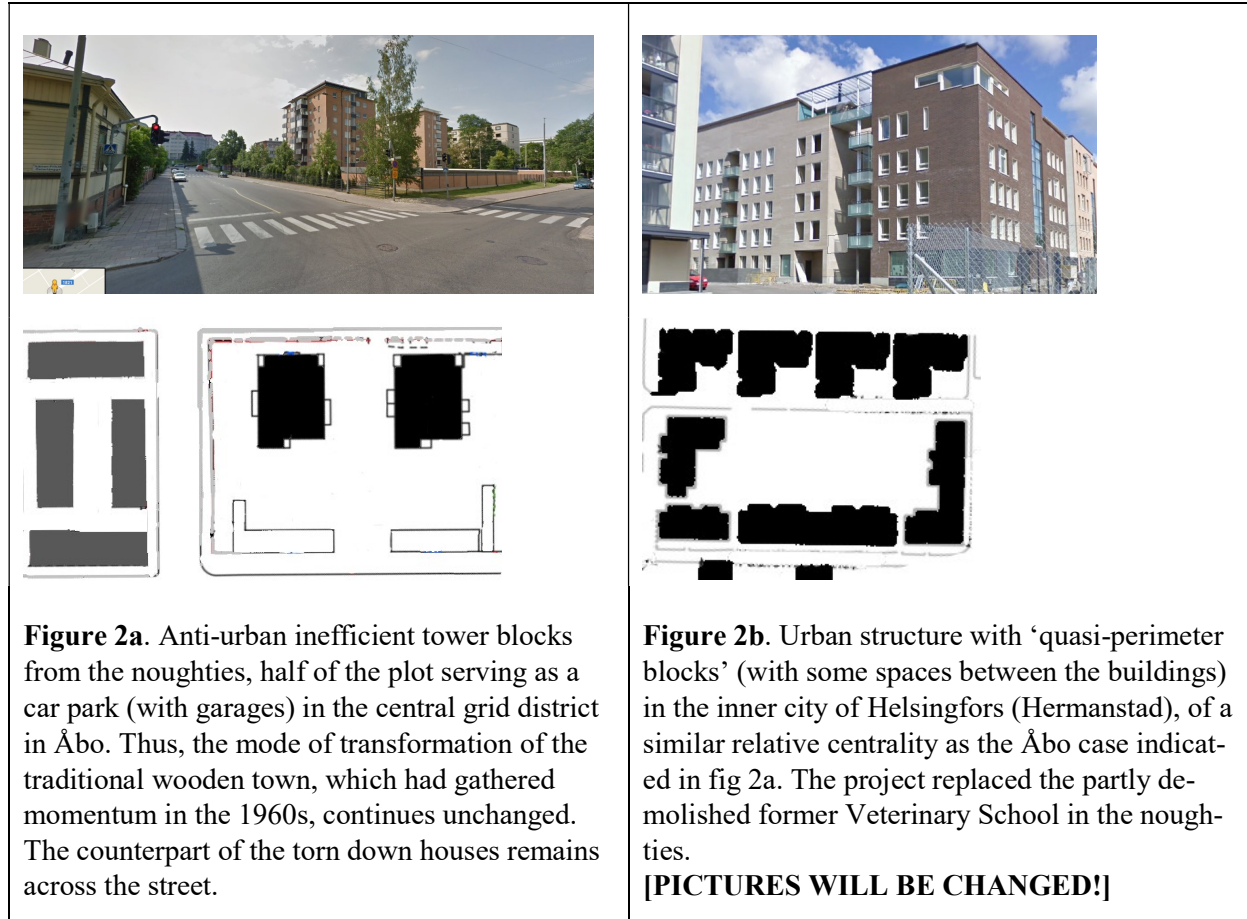 Figure 2a. Anti-urban inefficient tower blocks
from the noughties, half of the plot serving as a
car park (with garages) in the central grid district
in Åbo. Thus, the mode of transformation of the
traditional wooden town, which had gathered
momentum in the 1960s, continues unchanged.
The counterpart of the torn down houses remains
across the street.
Figure 2b. Urban structure with ‘quasi-perimeter
blocks’ (with some spaces between the buildings)
in the inner city of Helsingfors (Hermanstad), of a
similar relative centrality as the Åbo case indicat-
ed in fig 2a. The project replaced the partly de-
molished former Veterinary School in the nough-
ties.
[PICTURES WILL BE CHANGED!]